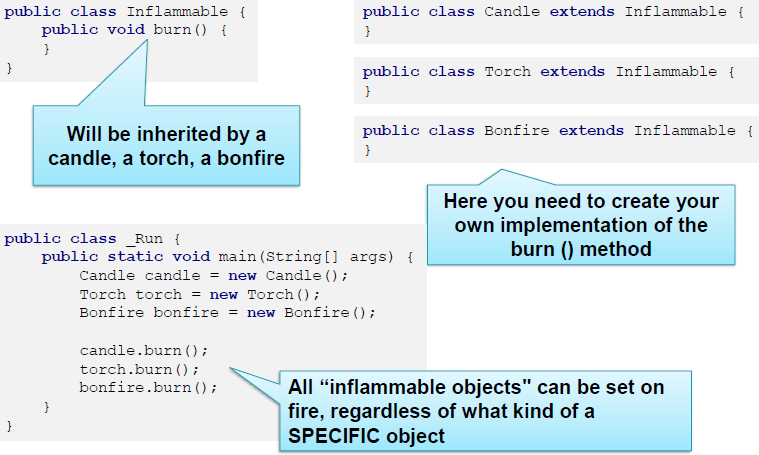 public class Inflammable {
    public void burn() {
    }
}
Will be inherited by a
candle, a torch, a bonfire
public class Candle extends Inflammable {
}
public class Torch extends Inflammable {
}
public class Bonfire extends Inflammable {
}
Here you need to create your
own implementation of the
burn () method
public class _Run {
    public static void main(String[] args) {
        Candle candle = new Candle();
        Torch torch = new Torch();
        Bonfire bonfire = new Bonfire();
        candle.burn();
        torch.burn();
        bonfire.burn();
    }
}
All “inflammable objects" can be set on
fire, regardless of what kind of a
SPECIFIC object